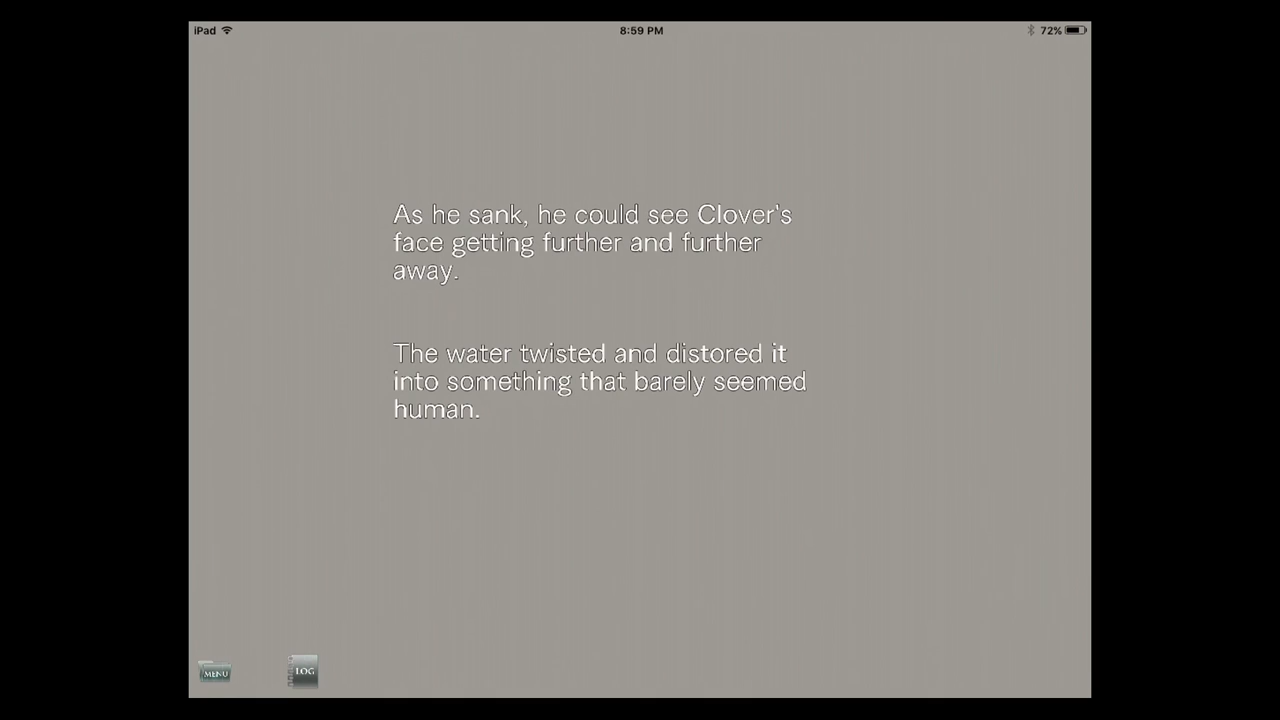 iPad
8:59 PM
72%
As he sank, he could see Clover's
face getting further and further
away.
The water twisted and distored it
into something that barely seemed
human.
MENU
LOG